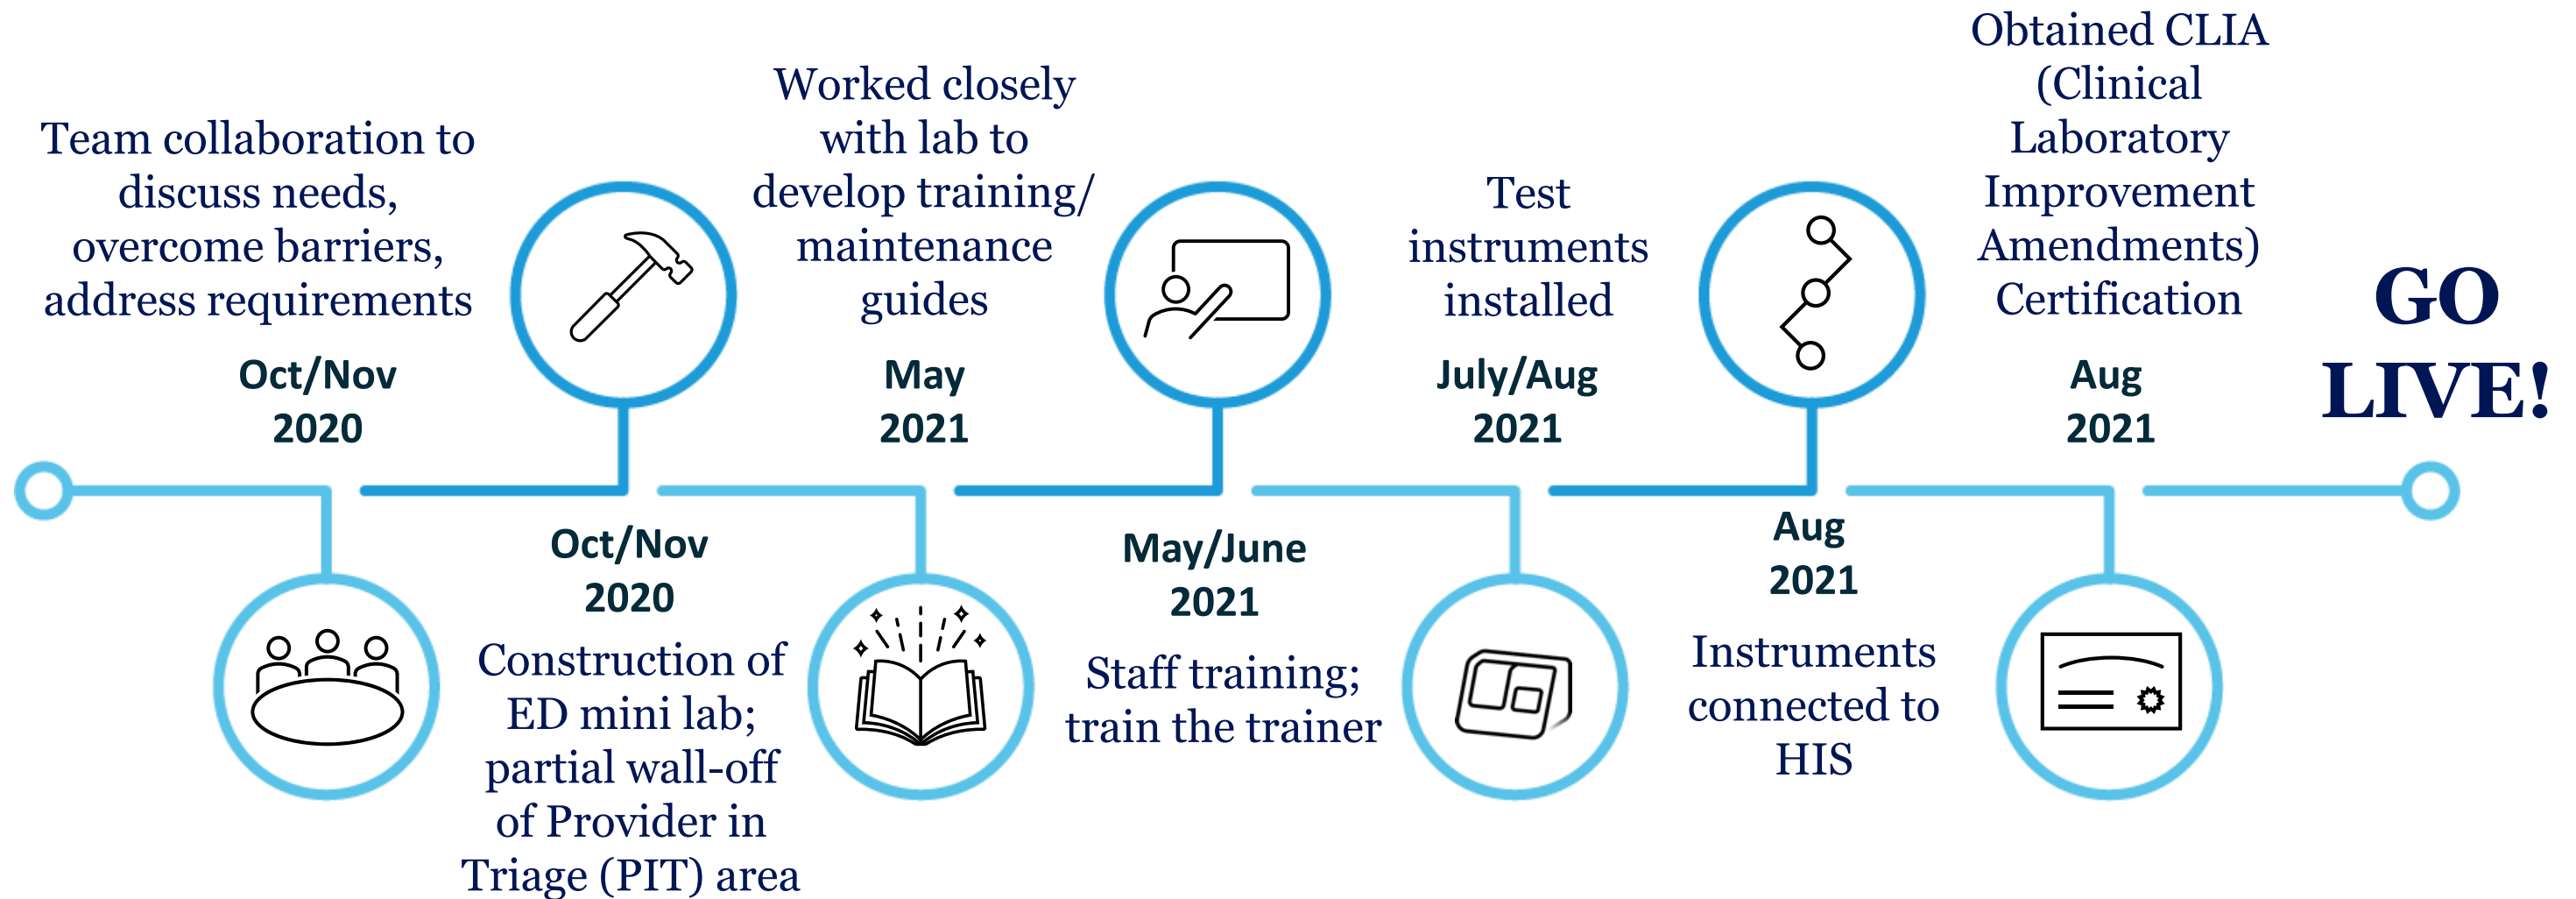 Team collaboration to
discuss needs,
overcome barriers,
address requirements
Oct/Nov
2020
Oct/Nov
2020
Construction of
ED mini lab;
partial wall-off
of Provider in
Triage (PIT) area
Worked closely
with lab to
develop training/
maintenance
guides
May
2021
May/June
2021
Staff training;
train the trainer
Test
instruments
installed
July/Aug
2021
Aug
2021
Instruments
connected to
HIS
Obtained CLIA
(Clinical
Laboratory
Improvement
Amendments)
Certification
Aug
2021
GO
LIVE!